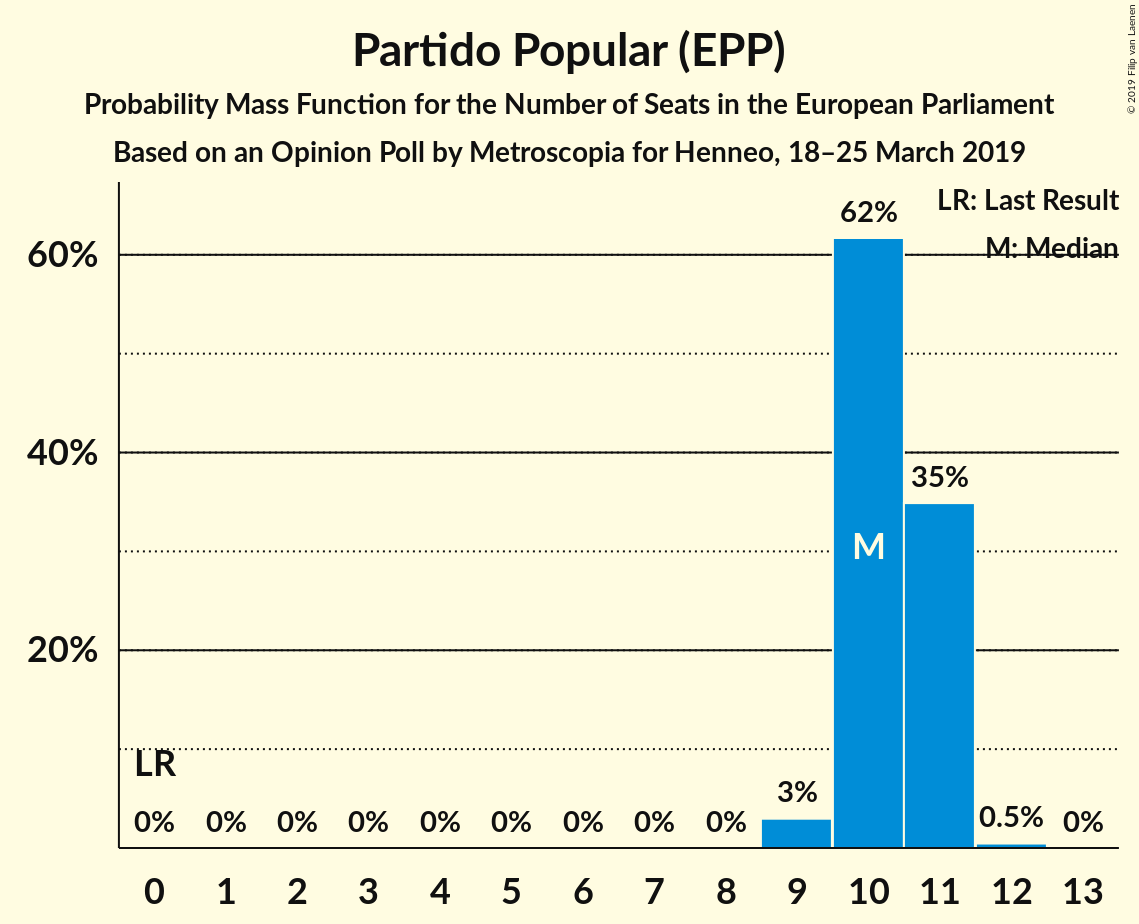 Partido Popular (EPP)
Probability Mass Function for the Number of Seats in the European Parliament
Based on an Opinion Poll by Metroscopia for Henneo, 18–25 March 2019
© 2019 Filip van Laenen
LR: Last Result
M: Median
60%
40%
20%
62%
35%
M
LR
0% 0% 0% 0% 0% 0% 0% 0% 0% 3% 0.5% 0%
0 1 2 3 4 5 6 7 8 9 10 11 12 13